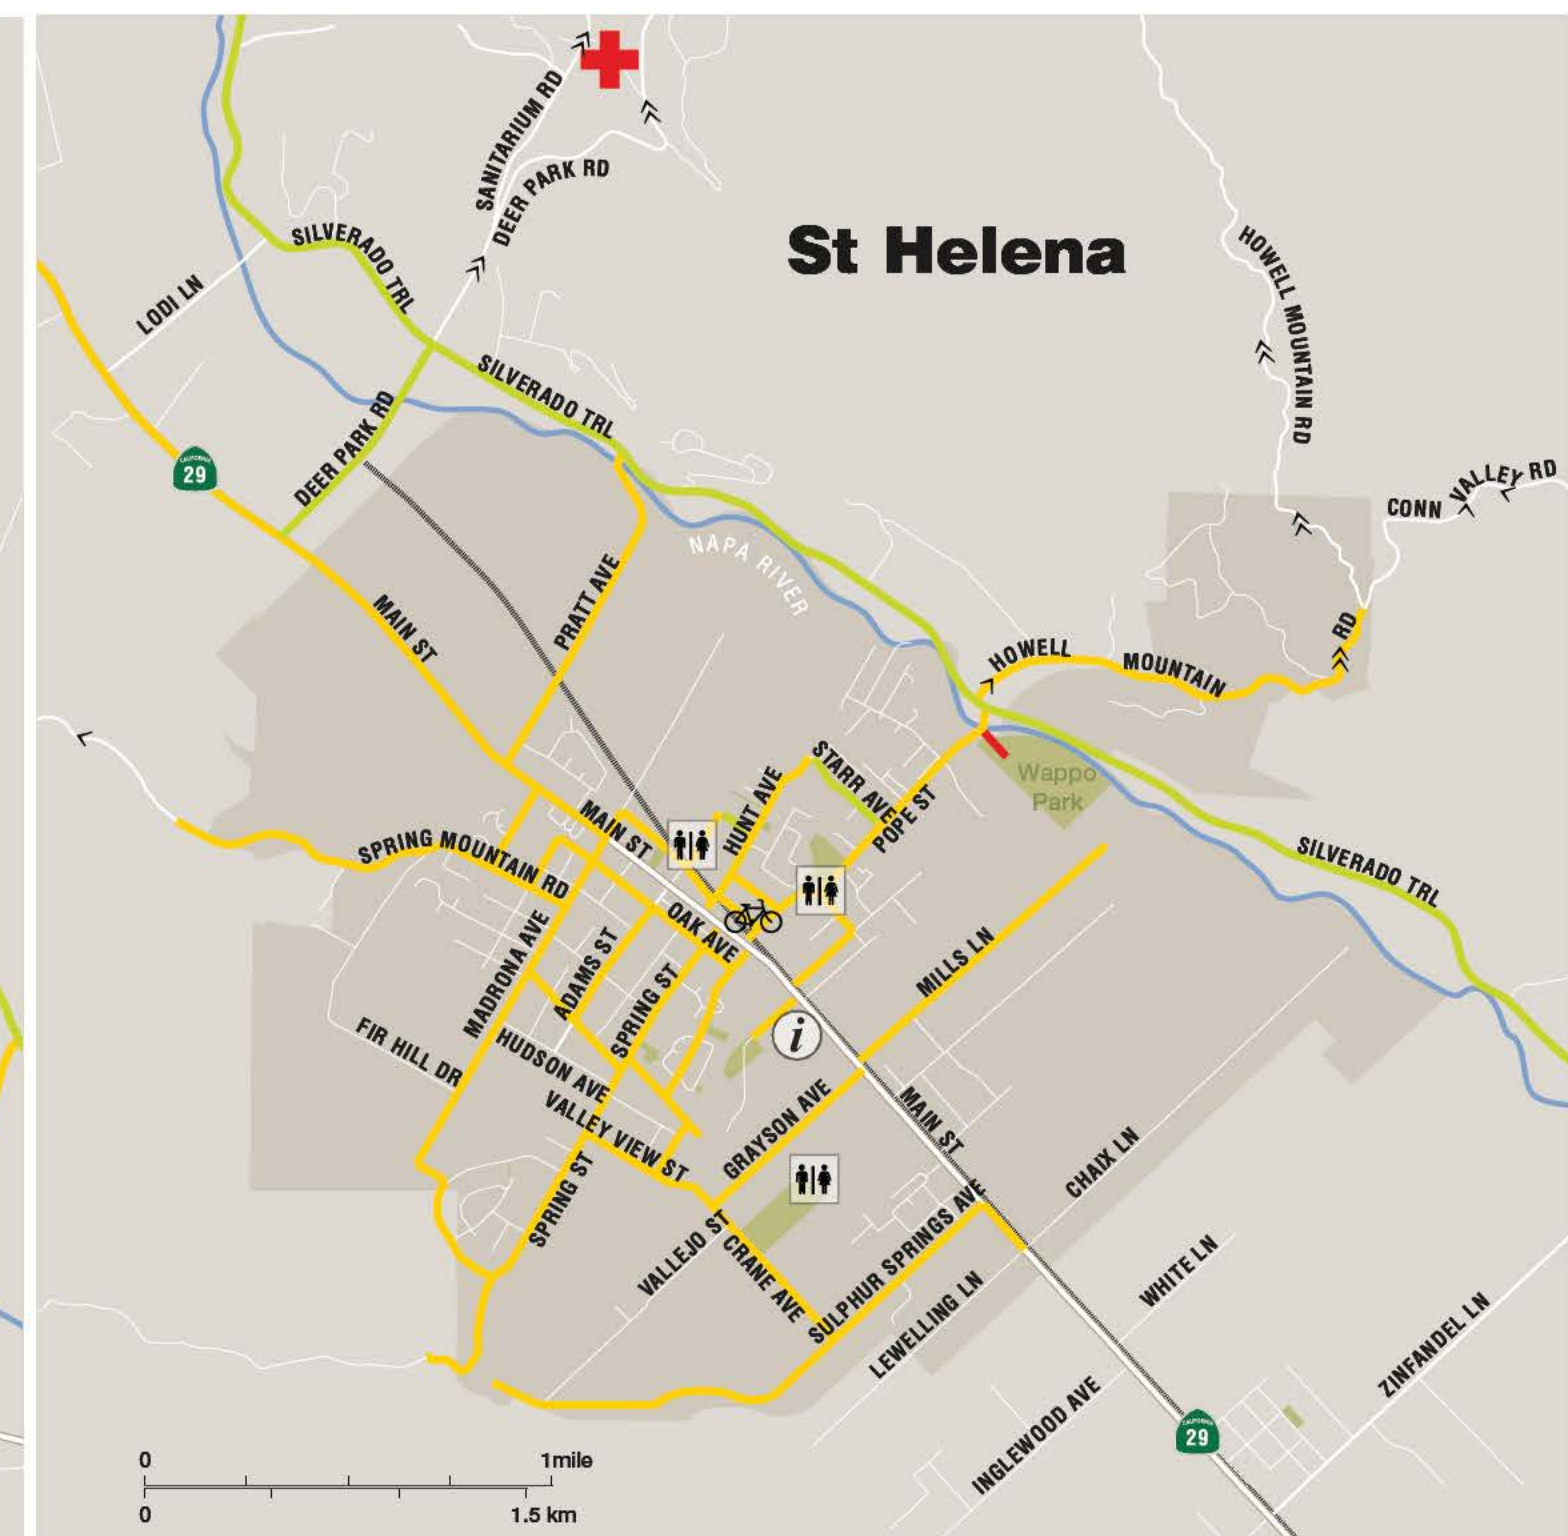 SANITARIUM RD
DEER PARK RD
St Helena
SILVERADO TRL
LODI LN
HOWELL MOUNTAIN RD
SILVERADO TRL
DEER PARK RD
CALIFORNIA
29
CONN VALLEY RD
NAPA RIVER
PRATT AVE
MAIN ST
HOWELL MOUNTAIN RD
STARR AVE
HUNT AVE
POPE ST
Wappo
Park
MAIN ST
SPRING MOUNTAIN RD
SILVERADO TRL
OAK AVE
MADRONA AVE
ADAMS ST
SPRING ST
MILLS LN
i
FIR HILL DR
HUDSON AVE
VALLEY VIEW ST
GRAYSON AVE
MAIN ST
CHAIX LN
SPRING ST
VALLEJO ST
CRANE AVE
SULPHUR SPRINGS AVE
LEWELLING LN
WHITE LN
ZINFANDEL LN
INGLEWOOD AVE
CALIFORNIA
29
0 1mile
0 1.5 km